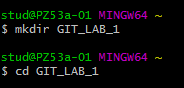 stud@PZ53a-01 MINGW64 ~
$ mkdir GIT_LAB_1
stud@PZ53a-01 MINGW64 ~
$ cd GIT_LAB_1